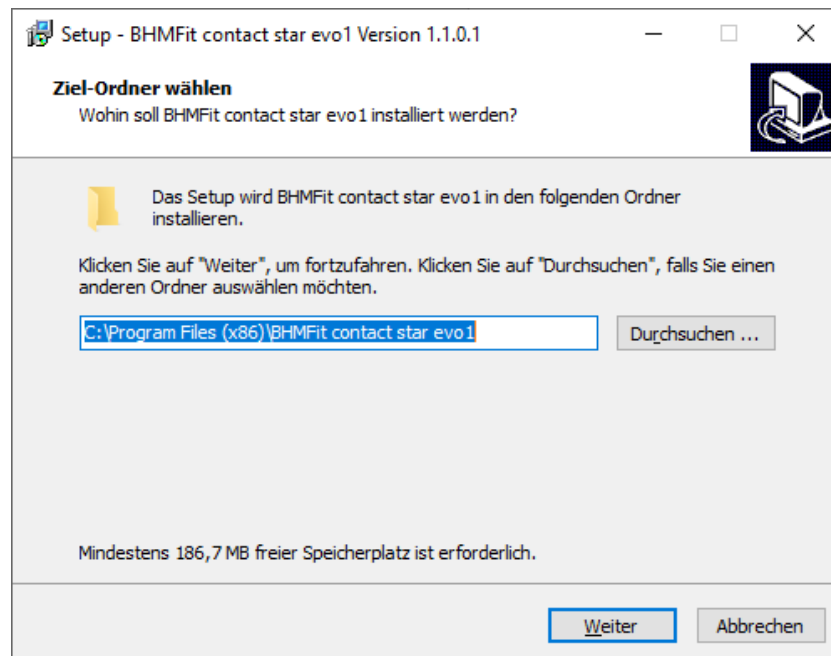 Setup - BHMFit contact star evo1 Version 1.1.0.1
Ziel-Ordner wählen
Wohin soll BHMFit contact star evo1 installiert werden?
Das Setup wird BHMFit contact star evo1 in den folgenden Ordner
installieren.
Klicken Sie auf "Weiter", um fortzufahren. Klicken Sie auf "Durchsuchen", falls Sie einen
anderen Ordner auswählen möchten.
C:\Program Files (x86)\BHMFit contact star evo1
Durchsuchen ...
Mindestens 186,7 MB freier Speicherplatz ist erforderlich.
Weiter
Abbrechen